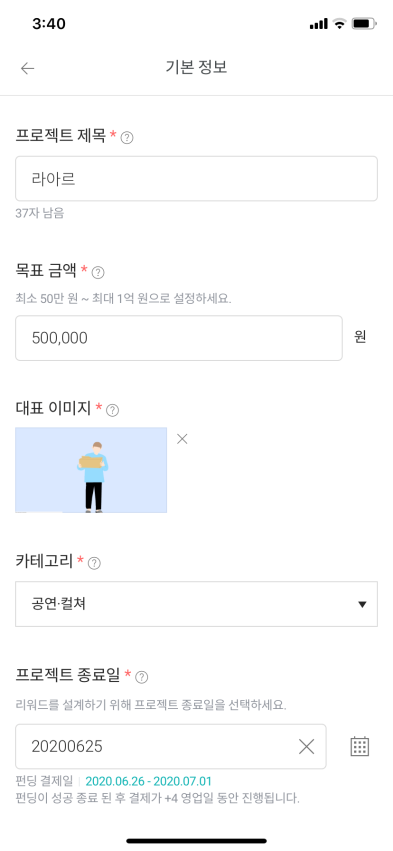 3:40
기본 정보
프로젝트 제목 * ?
라아르
37자 남음
목표 금액 * ?
최소 50만 원 ~ 최대 1억 원으로 설정하세요.
500,000 원
대표 이미지 * ?
카테고리 * ?
공연·컬쳐
프로젝트 종료일 * ?
리워드를 설계하기 위해 프로젝트 종료일을 선택하세요.
20200625
펀딩 결제일 | 2020.06.26 - 2020.07.01
펀딩이 성공 종료 된 후 결제가 +4 영업일 동안 진행됩니다.